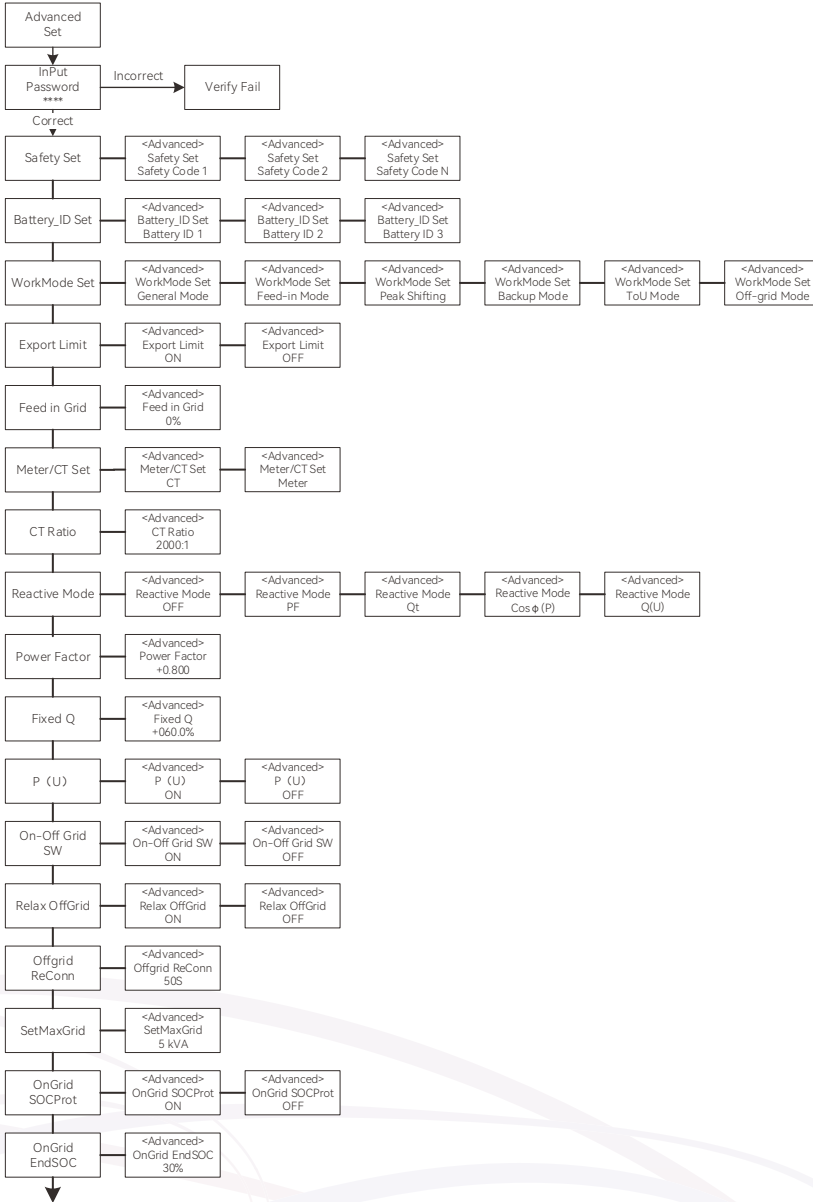 Advanced
Set
InPut
Password
****
Incorrect
Verify Fail
Correct
Safety Set
<Advanced>
Safety Set
Safety Code 1
<Advanced>
Safety Set
Safety Code 2
<Advanced>
Safety Set
Safety Code N
Battery_ID Set
<Advanced>
Battery_ID Set
Battery ID 1
<Advanced>
Battery_ID Set
Battery ID 2
<Advanced>
Battery_ID Set
Battery ID 3
WorkMode Set
<Advanced>
WorkMode Set
General Mode
<Advanced>
WorkMode Set
Feed-in Mode
<Advanced>
WorkMode Set
Peak Shifting
<Advanced>
WorkMode Set
Backup Mode
<Advanced>
WorkMode Set
ToU Mode
<Advanced>
WorkMode Set
Off-grid Mode
Export Limit
<Advanced>
Export Limit
ON
<Advanced>
Export Limit
OFF
Feed in Grid
<Advanced>
Feed in Grid
0%
Meter/CT Set
<Advanced>
Meter/CT Set
CT
<Advanced>
Meter/CT Set
Meter
CT Ratio
<Advanced>
CT Ratio
2000:1
Reactive Mode
<Advanced>
Reactive Mode
OFF
<Advanced>
Reactive Mode
PF
<Advanced>
Reactive Mode
Qt
<Advanced>
Reactive Mode
Cos φ (P)
<Advanced>
Reactive Mode
Q(U)
Power Factor
<Advanced>
Power Factor
+0.800
Fixed Q
<Advanced>
Fixed Q
+060.0%
P（U）
<Advanced>
P（U）
ON
<Advanced>
P（U）
OFF
On-Off Grid
SW
<Advanced>
On-Off Grid SW
ON
<Advanced>
On-Off Grid SW
OFF
Relax OffGrid
<Advanced>
Relax OffGrid
ON
<Advanced>
Relax OffGrid
OFF
Offgrid
ReConn
<Advanced>
Offgrid ReConn
50S
SetMaxGrid
<Advanced>
SetMaxGrid
5 kVA
OnGrid
SOCProt
<Advanced>
OnGrid SOCProt
ON
<Advanced>
OnGrid SOCProt
OFF
OnGrid
EndSOC
<Advanced>
OnGrid EndSOC
30%